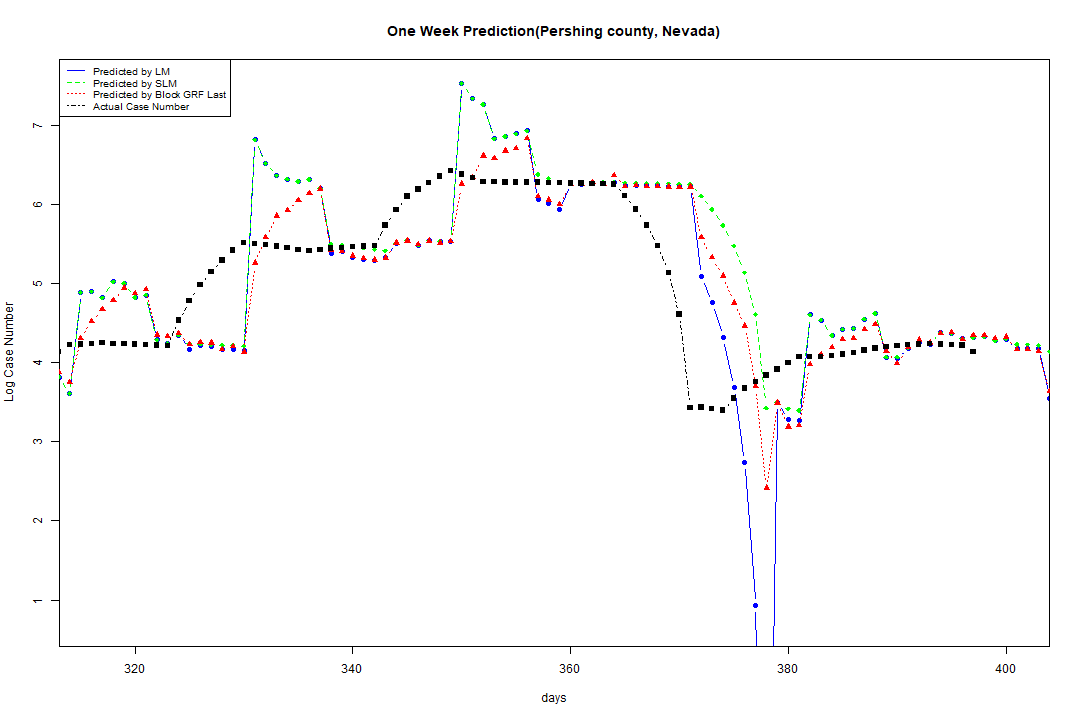 One Week Prediction(Pershing county, Nevada)
Predicted by LM
Predicted by SLM
Predicted by Block GRF Last
Actual Case Number
7
6
5
4
3
2
1
Log Case Number
320 340 360 380 400
days